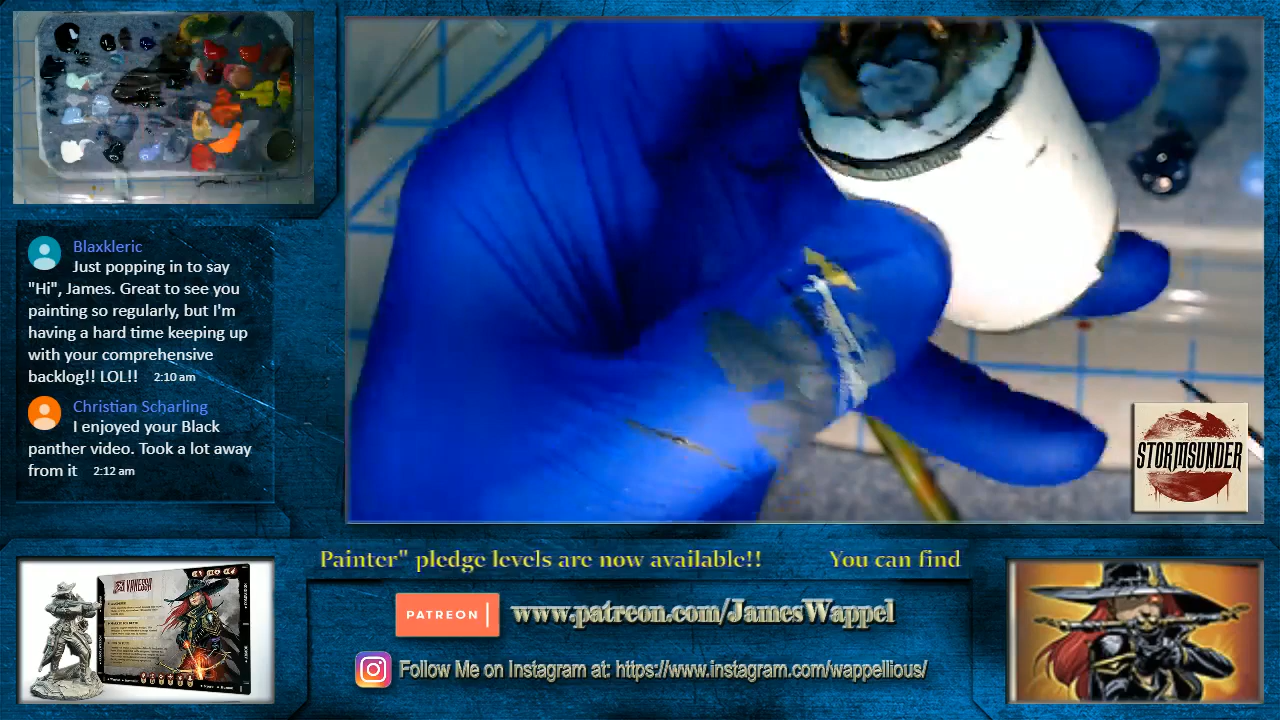 Blaxkleric
Just popping in to say
"Hi", James. Great to see you
painting so regularly, but I'm
having a hard time keeping up
with your comprehensive
backlog!! LOL!! 2:10 am
Christian Scharling
I enjoyed your Black
panther video. Took a lot away
from it 2:12 am
STORMSUNDER
Painter" pledge levels are now available!! You can find
PATREON www.patreon.com/JamesWappel
Follow Me on Instagram at: https://www.instagram.com/wappellious/
VANESSA